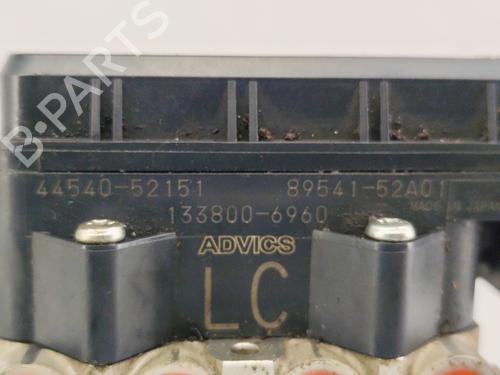 B-PARTS
44540-52151 89541-52A01
133800-6960 MADE IN JAPAN
ADVICS
LC